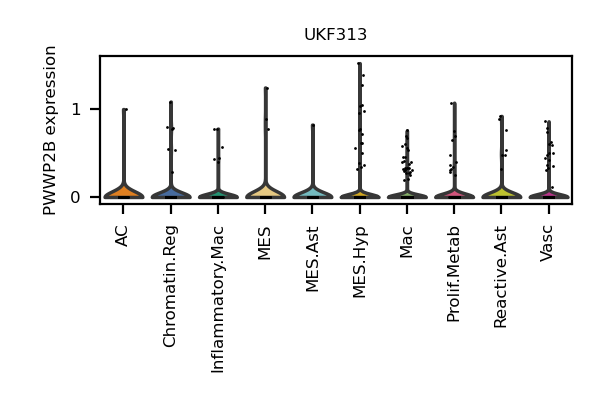 UKF313
PWWP2B expression
1
0
AC
Chromatin.Reg
Inflammatory.Mac
MES
MES.Ast
MES.Hyp
Mac
Prolif.Metab
Reactive.Ast
Vasc